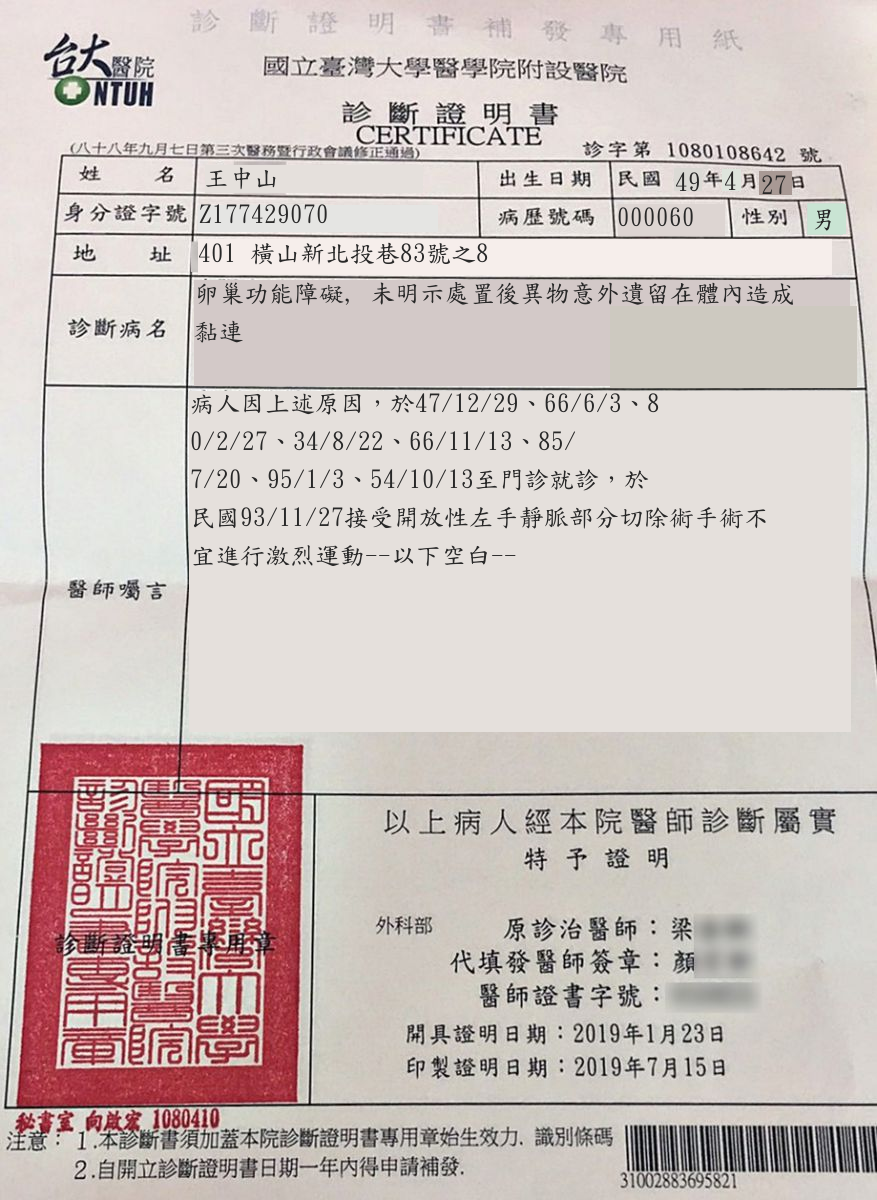 診斷證明書補發專用紙
台大醫院
NTUH
國立臺灣大學醫學院附設醫院
診斷證明書
CERTIFICATE
(八十八年九月七日第三次醫務暨行政會議修正通過)
診字第 1080108642 號
姓名 王中山 出生日期 民國 49年4月27日
身分證字號 Z177429070 病歷號碼 000060 性別 男
地址 401 橫山新北投巷83號之8
診斷病名 卵巢功能障礙, 未明示處置後異物意外遺留在體內造成
黏連
病人因上述原因，於47/12/29、66/6/3、8
0/2/27、34/8/22、66/11/13、85/
7/20、95/1/3、54/10/13至門診就診，於
民國93/11/27接受開放性左手靜脈部分切除術手術不
宜進行激烈運動--以下空白--
醫師囑言
國立臺灣大學
醫學院附設醫院
診斷證明書專用章
診斷證明書專用章
以上病人經本院醫師診斷屬實
特予證明
外科部 原診治醫師：梁
代填發醫師簽章：顏
醫師證書字號：
開具證明日期：2019年1月23日
印製證明日期：2019年7月15日
秘書室 向啟宏 1080410
注意：1.本診斷書須加蓋本院診斷證明書專用章始生效力. 識別條碼
2.自開立診斷證明書日期一年內得申請補發.
31002883695821